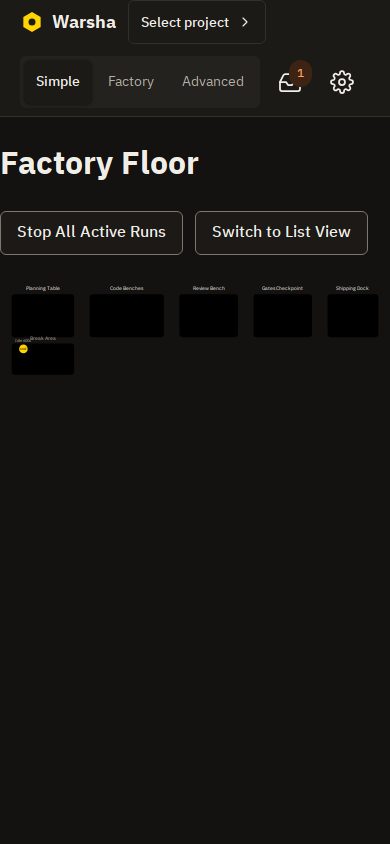 Warsha
Select project
Simple
Factory
Advanced
1
Factory Floor
Stop All Active Runs
Switch to List View
Planning Table
Code Benches
Review Bench
Gates Checkpoint
Shipping Dock
Break Area